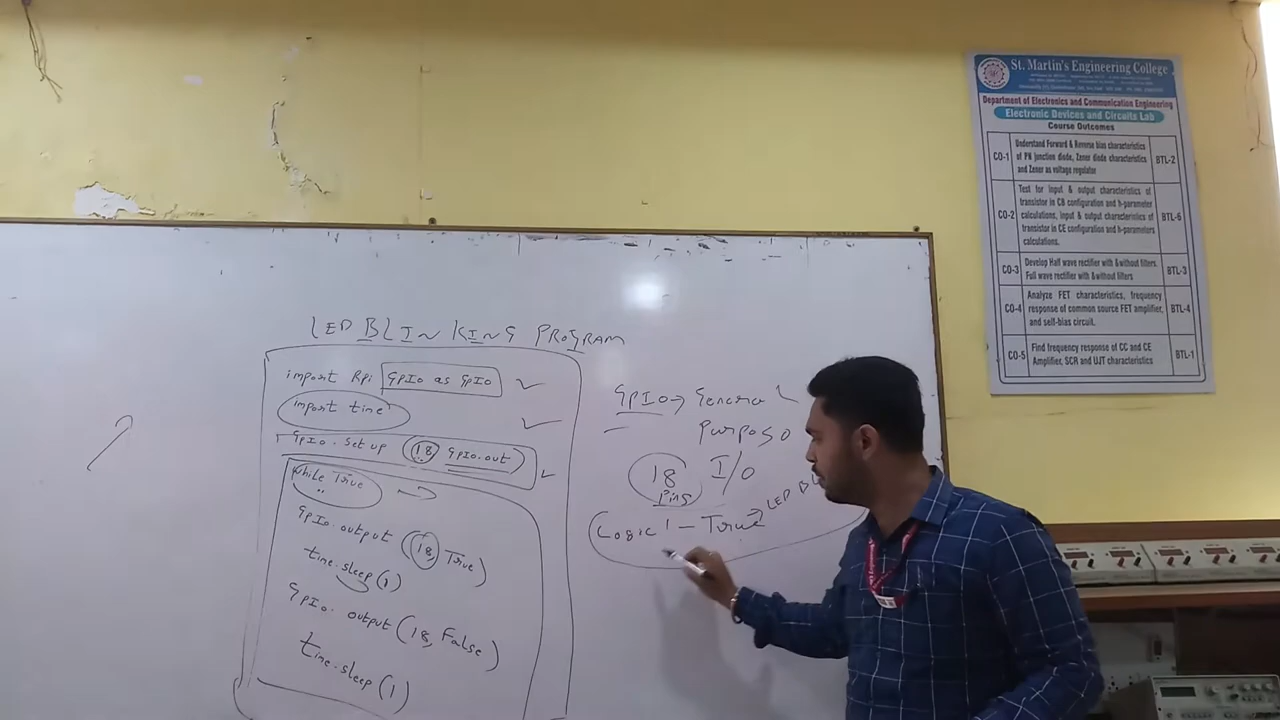 LED BLINKING PROGRAM
import Rpi GPIO as GPIO
import time
GPIO. Set up (18, GPIO.out)
while True
GPIO. output (18, True)
time.sleep(1)
GPIO. output (18, False)
time.sleep(1)
GPIO → General
Purpose
18 I/O
Pins
Logic 1 - True → LED BL
St. Martin's Engineering College
Department of Electronics and Communication Engineering
Electronic Devices and Circuits Lab
Course Outcomes
CO-1 Understand Forward & Reverse bias characteristics BTL-2
of PN junction diode, Zener diode characteristics
and Zener as voltage regulator
CO-2 Test for input & output characteristics of BTL-5
transistor in CB configuration and h-parameter
calculations, input & output characteristics of
transistor in CE configuration and h-parameters
calculations.
CO-3 Develop Half wave rectifier with &without filters. BTL-3
Full wave rectifier with &without filters
CO-4 Analyze FET characteristics, frequency BTL-4
response of common source FET amplifier,
and self-bias circuit.
CO-5 Find frequency response of CC and CE BTL-1
Amplifier, SCR and UJT characteristics